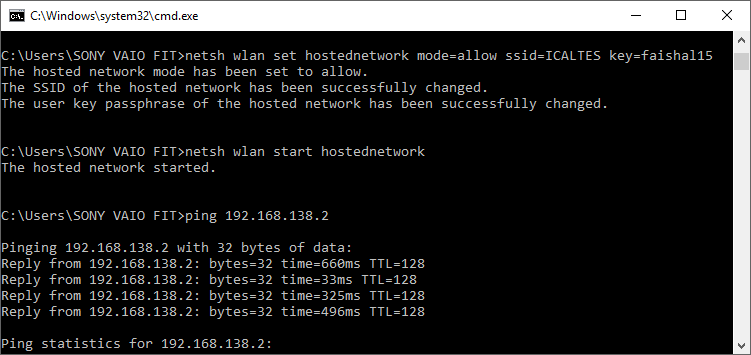 C:\Windows\system32\cmd.exe
C:\Users\SONY VAIO FIT>netsh wlan set hostednetwork mode=allow ssid=ICALTES key=faishal15
The hosted network mode has been set to allow.
The SSID of the hosted network has been successfully changed.
The user key passphrase of the hosted network has been successfully changed.
C:\Users\SONY VAIO FIT>netsh wlan start hostednetwork
The hosted network started.
C:\Users\SONY VAIO FIT>ping 192.168.138.2
Pinging 192.168.138.2 with 32 bytes of data:
Reply from 192.168.138.2: bytes=32 time=660ms TTL=128
Reply from 192.168.138.2: bytes=32 time=33ms TTL=128
Reply from 192.168.138.2: bytes=32 time=325ms TTL=128
Reply from 192.168.138.2: bytes=32 time=496ms TTL=128
Ping statistics for 192.168.138.2: